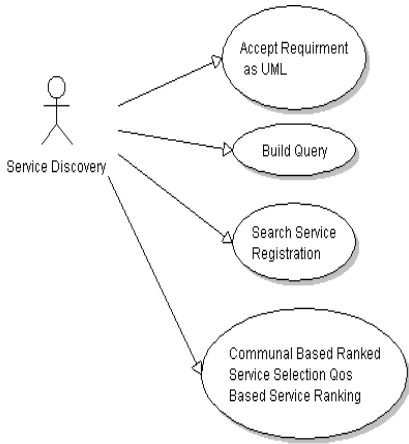 Accept Requirment
as UML
Service Discovery
Build Query
Search Service
Registration
Communal Based Ranked
Service Selection Qos
Based Service Ranking